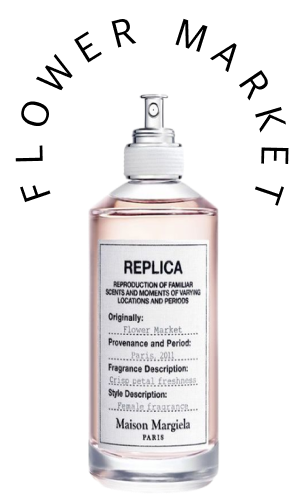 FLOWER MARKET
REPLICA
REPRODUCTION OF FAMILIAR
SCENTS AND MOMENTS OF VARYING
LOCATIONS AND PERIODS
Originally:
Flower Market
Provenance and Period:
Paris, 2011
Fragrance Description:
Crisp petal freshness
Style Description:
Female fragrance
Maison Margiela
PARIS